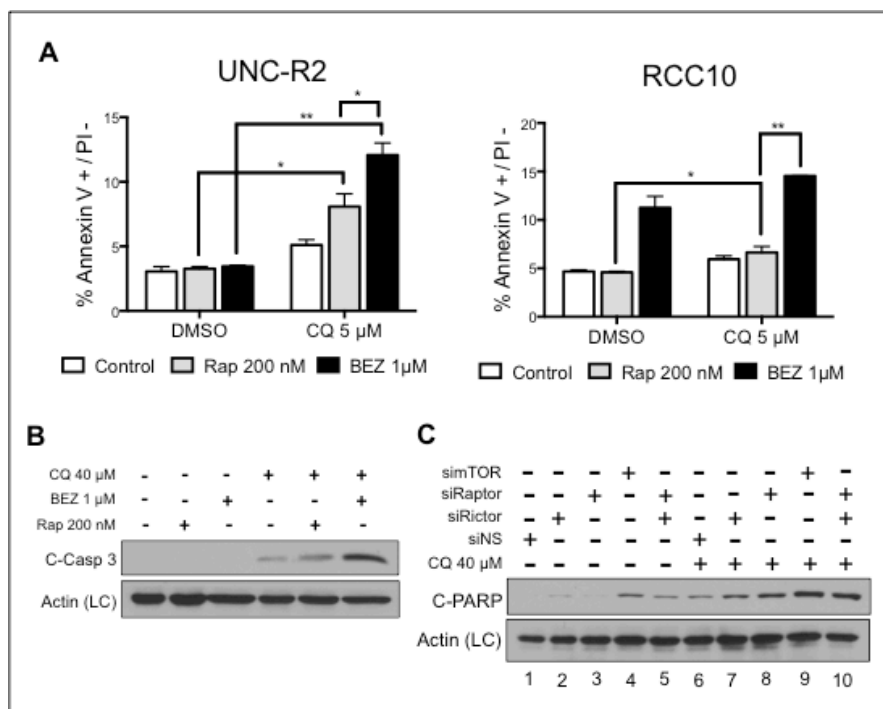 A
UNC-R2
% Annexin V + / PI -
15
10
5
0
*
**
*
DMSO
CQ 5 µM
Control
Rap 200 nM
BEZ 1µM
RCC10
% Annexin V + / PI -
20
15
10
5
0
**
*
DMSO
CQ 5 µM
Control
Rap 200 nM
BEZ 1µM
B
CQ 40 µM - - - + + +
BEZ 1 µM - - + - - +
Rap 200 nM - + - - + -
C-Casp 3
Actin (LC)
C
simTOR - - - + - - - - + -
siRaptor - - + - + - - + - +
siRictor - + - - + - + - - +
siNS + - - - - + - - - -
CQ 40 µM - - - - - + + + + +
C-PARP
Actin (LC)
1 2 3 4 5 6 7 8 9 10